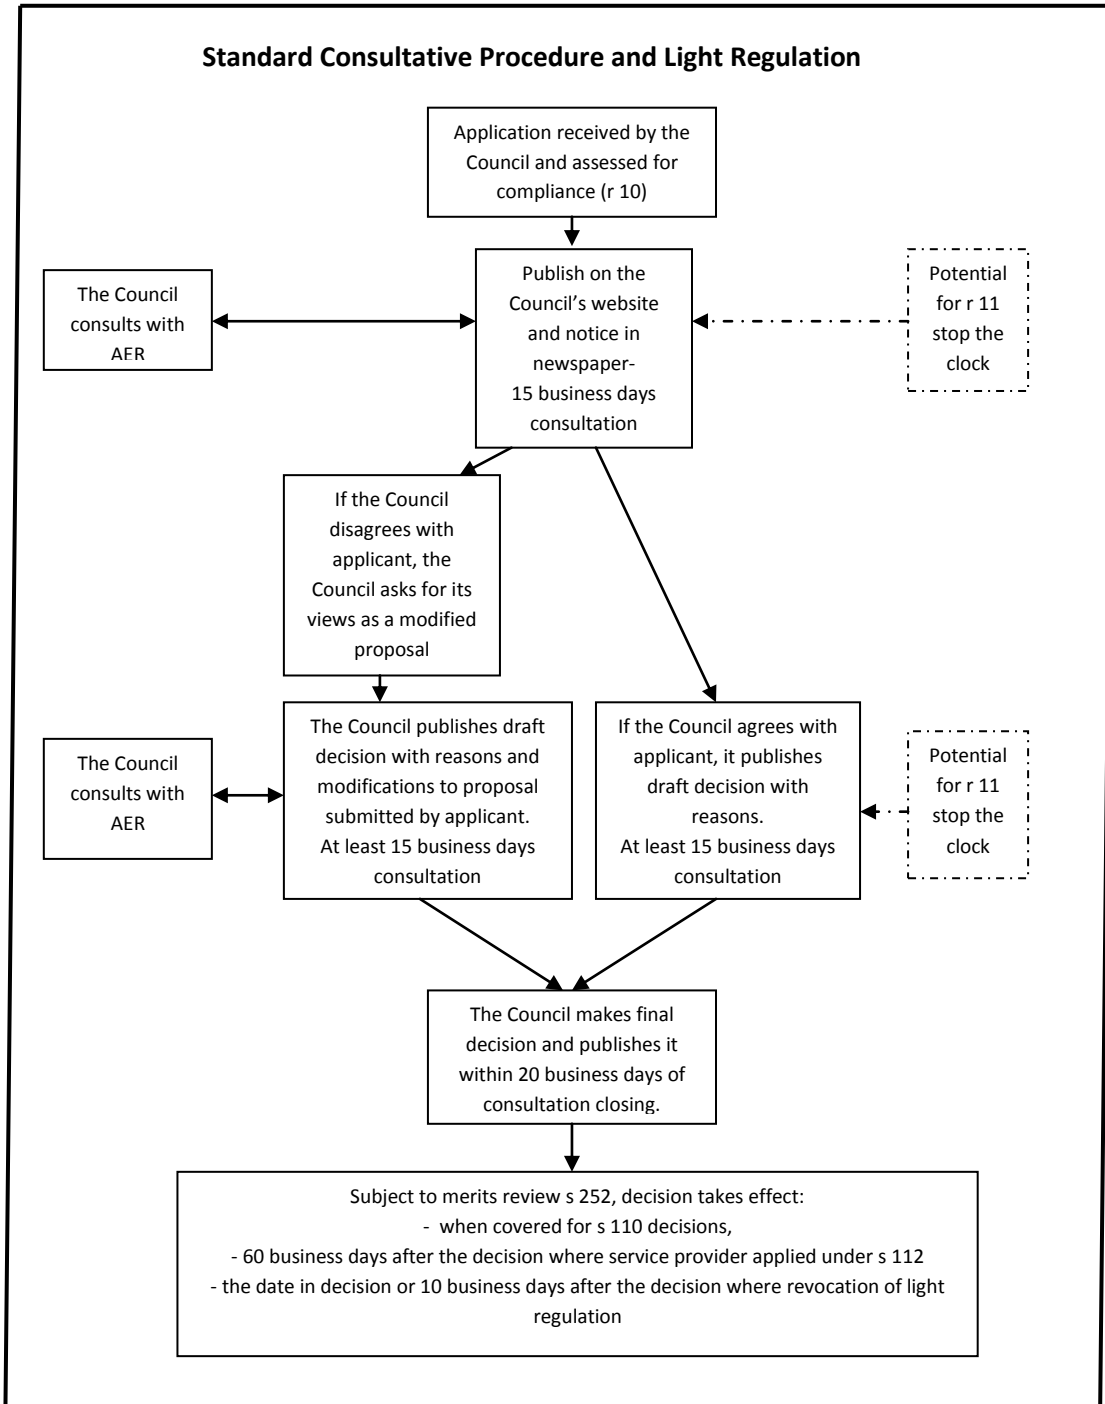 Standard Consultative Procedure and Light Regulation
Application received by the
Council and assessed for
compliance (r 10)
The Council
consults with
AER
Publish on the
Council's website
and notice in
newspaper-
15 business days
consultation
Potential
for r 11
stop the
clock
If the Council
disagrees with
applicant, the
Council asks for its
views as a modified
proposal
The Council
consults with
AER
The Council publishes draft
decision with reasons and
modifications to proposal
submitted by applicant.
At least 15 business days
consultation
If the Council agrees with
applicant, it publishes
draft decision with
reasons.
At least 15 business days
consultation
Potential
for r 11
stop the
clock
The Council makes final
decision and publishes it
within 20 business days of
consultation closing.
Subject to merits review s 252, decision takes effect:
- when covered for s 110 decisions,
- 60 business days after the decision where service provider applied under s 112
- the date in decision or 10 business days after the decision where revocation of light
regulation